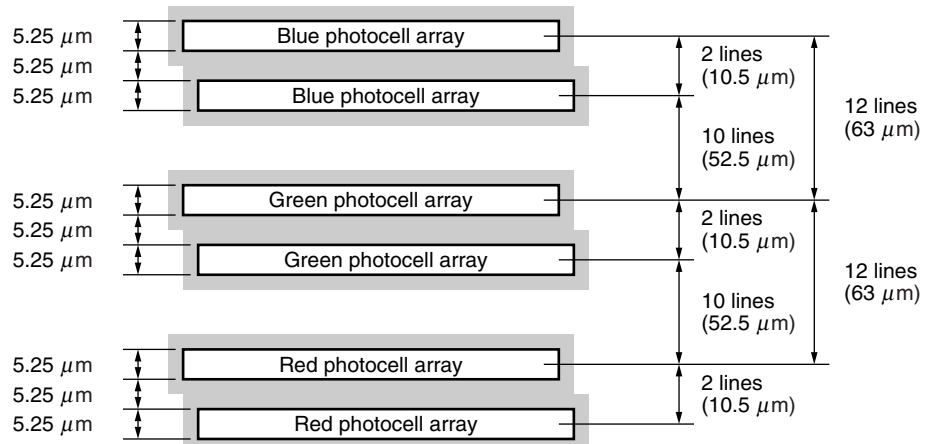 5.25 μm
5.25 μm
5.25 μm
Blue photocell array
Blue photocell array
2 lines
(10.5 μm)
10 lines
(52.5 μm)
12 lines
(63 μm)
5.25 μm
5.25 μm
5.25 μm
Green photocell array
Green photocell array
2 lines
(10.5 μm)
10 lines
(52.5 μm)
12 lines
(63 μm)
5.25 μm
5.25 μm
5.25 μm
Red photocell array
Red photocell array
2 lines
(10.5 μm)